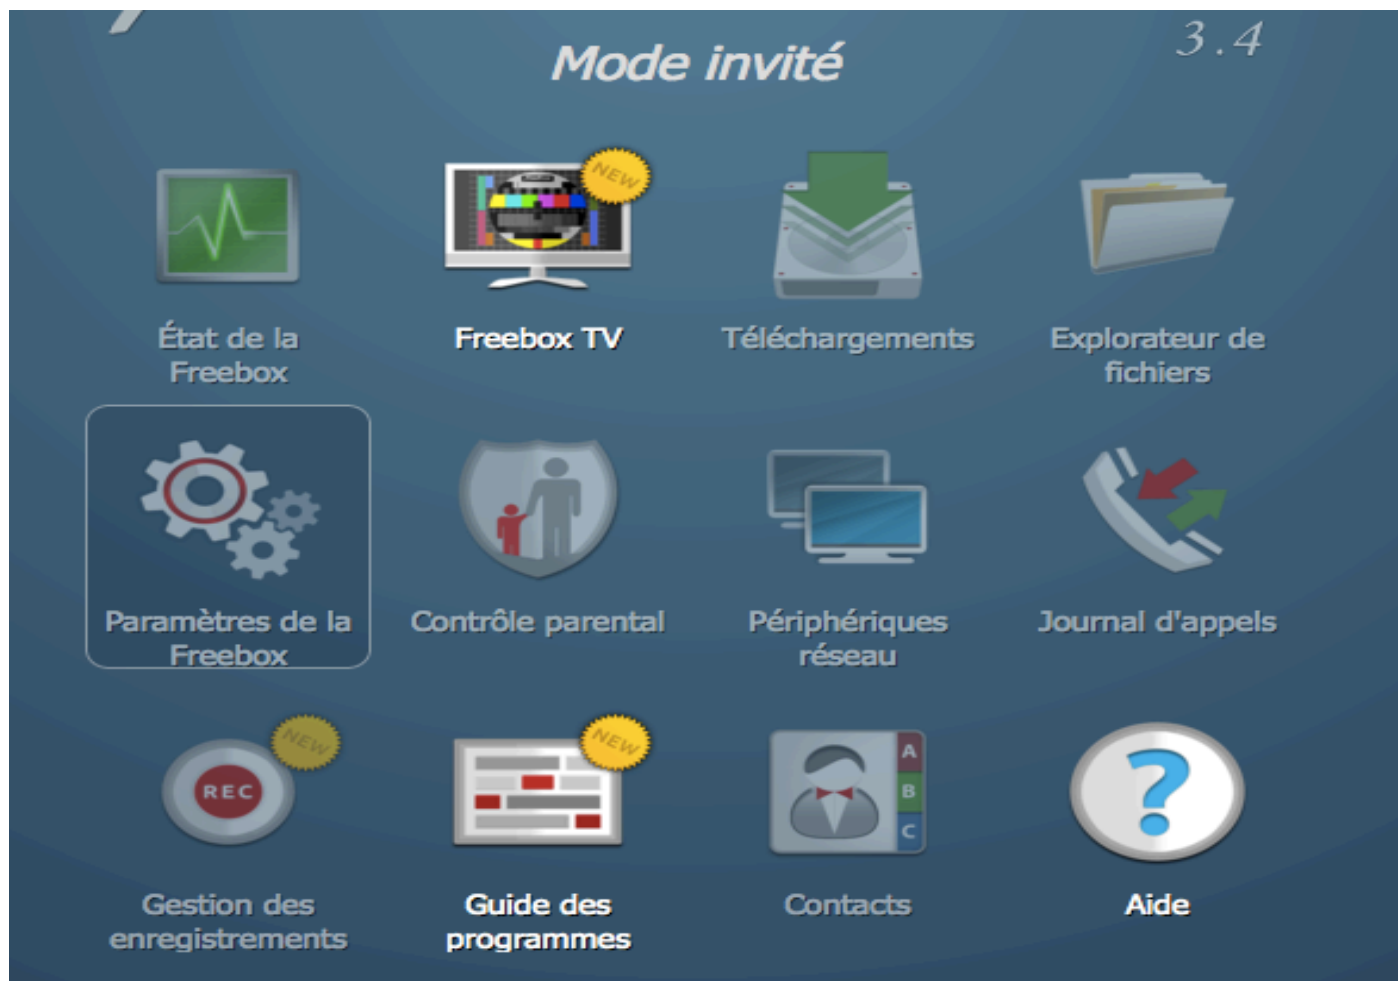 3.4
Mode invité
NEW
État de la
Freebox
Freebox TV
Téléchargements
Explorateur de
fichiers
Paramètres de la
Freebox
Contrôle parental
Périphériques
réseau
Journal d'appels
NEW
REC
NEW
A
B
C
Gestion des
enregistrements
Guide des
programmes
Contacts
Aide